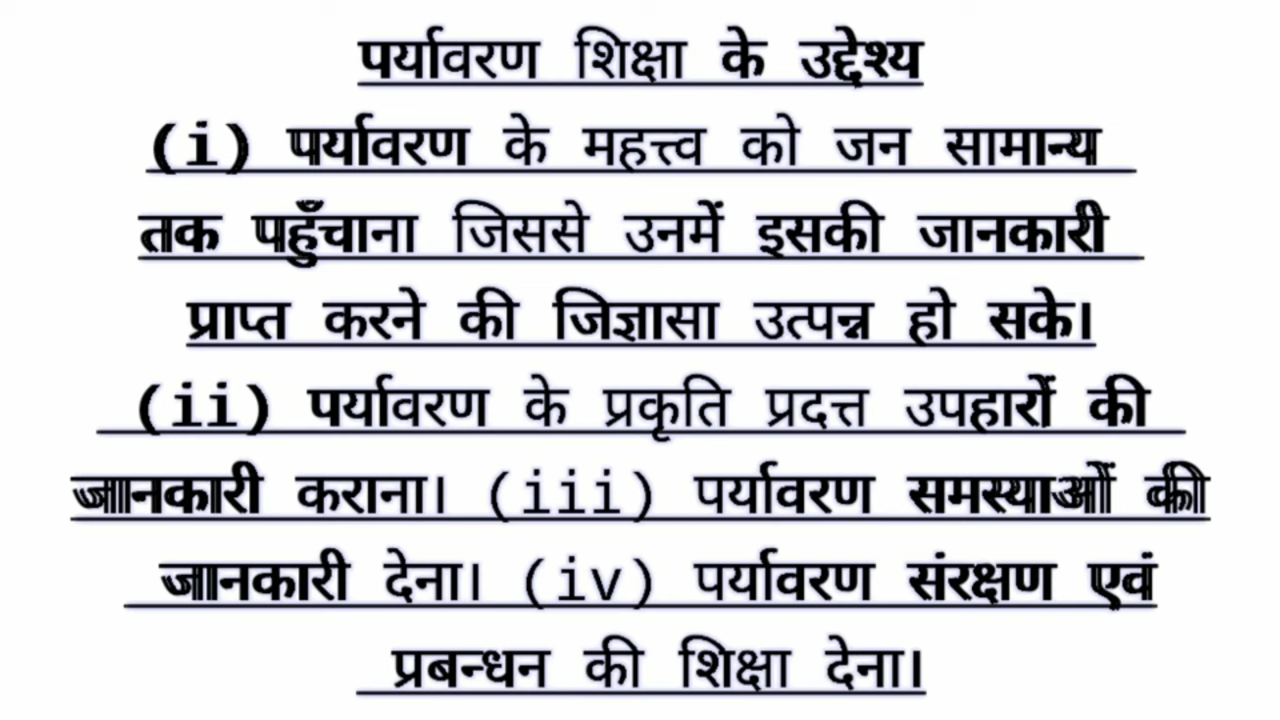 पर्यावरण शिक्षा के उद्देश्य
(i) पर्यावरण के महत्त्व को जन सामान्य
तक पहुँचाना जिससे उनमें इसकी जानकारी
प्राप्त करने की जिज्ञासा उत्पन्न हो सके।
(ii) पर्यावरण के प्रकृति प्रदत्त उपहारों की
जानकारी कराना। (iii) पर्यावरण समस्याओं की
जानकारी देना। (iv) पर्यावरण संरक्षण एवं
प्रबन्धन की शिक्षा देना।